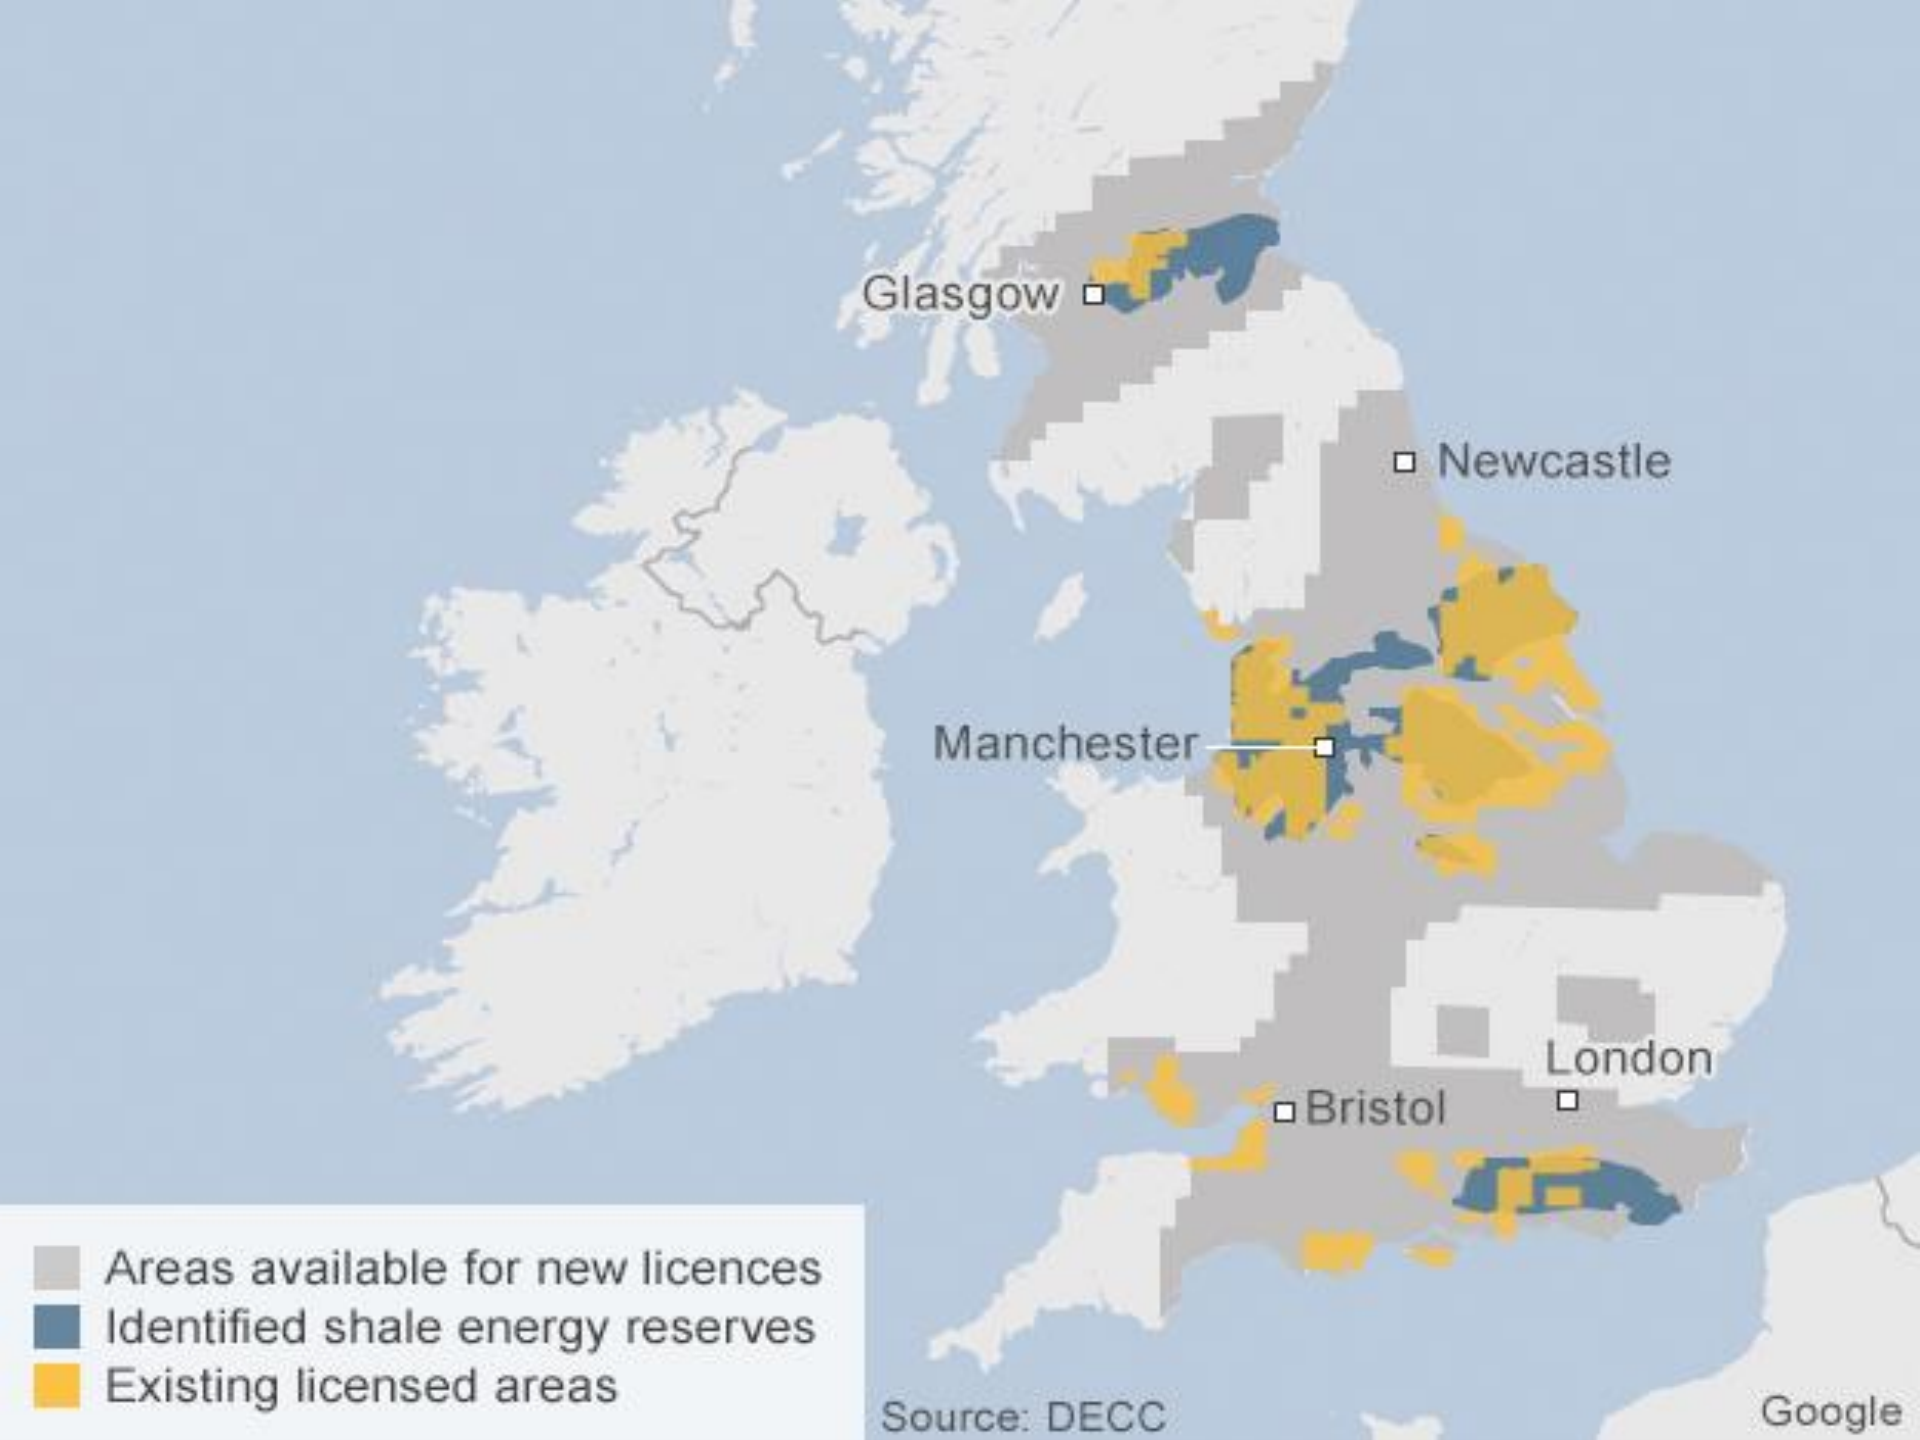 Glasgow
Newcastle
Manchester
London
Bristol
Areas available for new licences
Identified shale energy reserves
Existing licensed areas
Source: DECC
Google